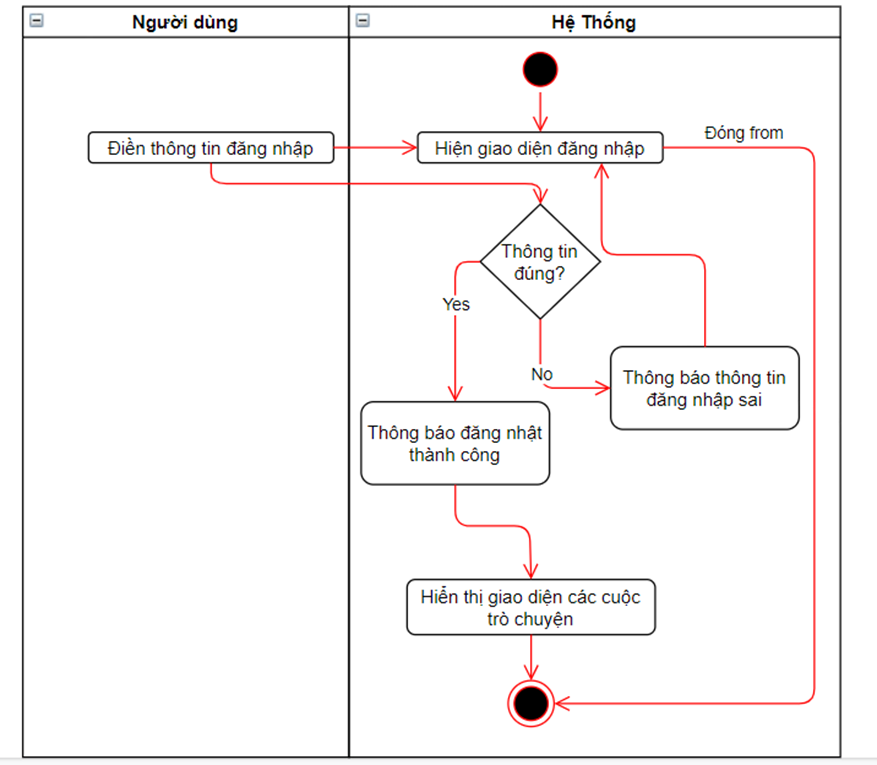 Người dùng
Hệ Thống
Điền thông tin đăng nhập
Hiện giao diện đăng nhập
Đóng from
Thông tin
đúng?
Yes
No
Thông báo thông tin
đăng nhập sai
Thông báo đăng nhật
thành công
Hiển thị giao diện các cuộc
trò chuyện